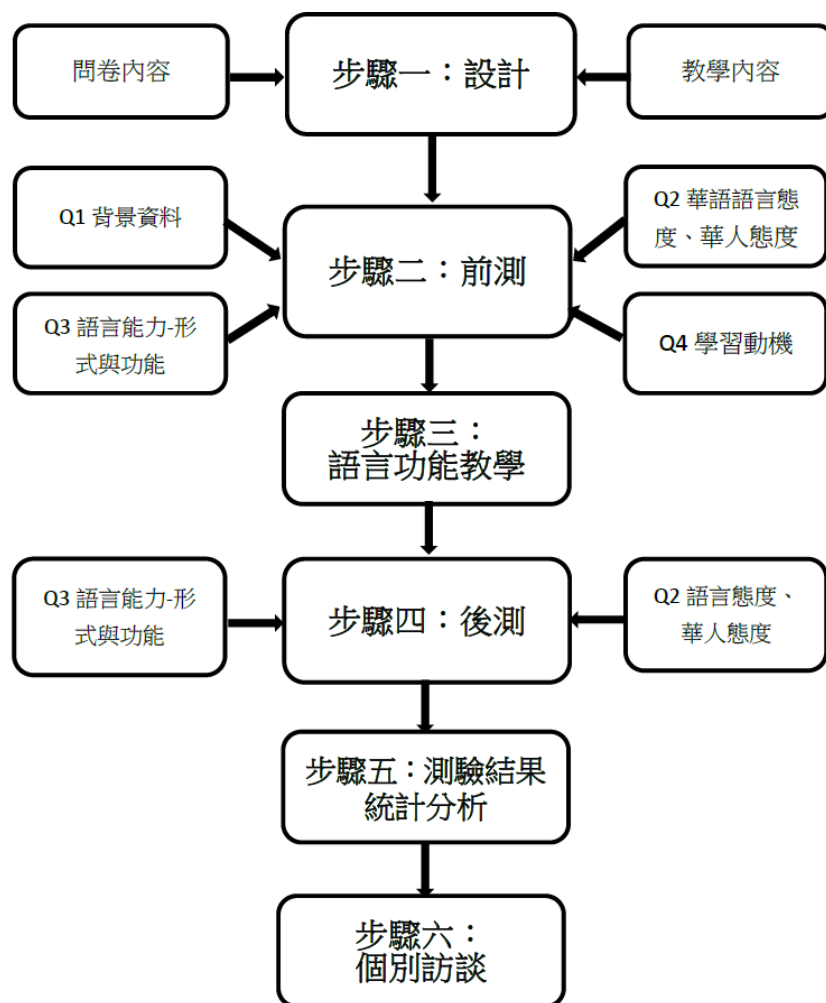 問卷內容
步驟一：設計
教學內容
Q1 背景資料
Q2 華語語言態
度、華人態度
步驟二：前測
Q3 語言能力-形
式與功能
Q4 學習動機
步驟三：
語言功能教學
Q3 語言能力-形
式與功能
步驟四：後測
Q2 語言態度、
華人態度
步驟五：測驗結果
統計分析
步驟六：
個別訪談